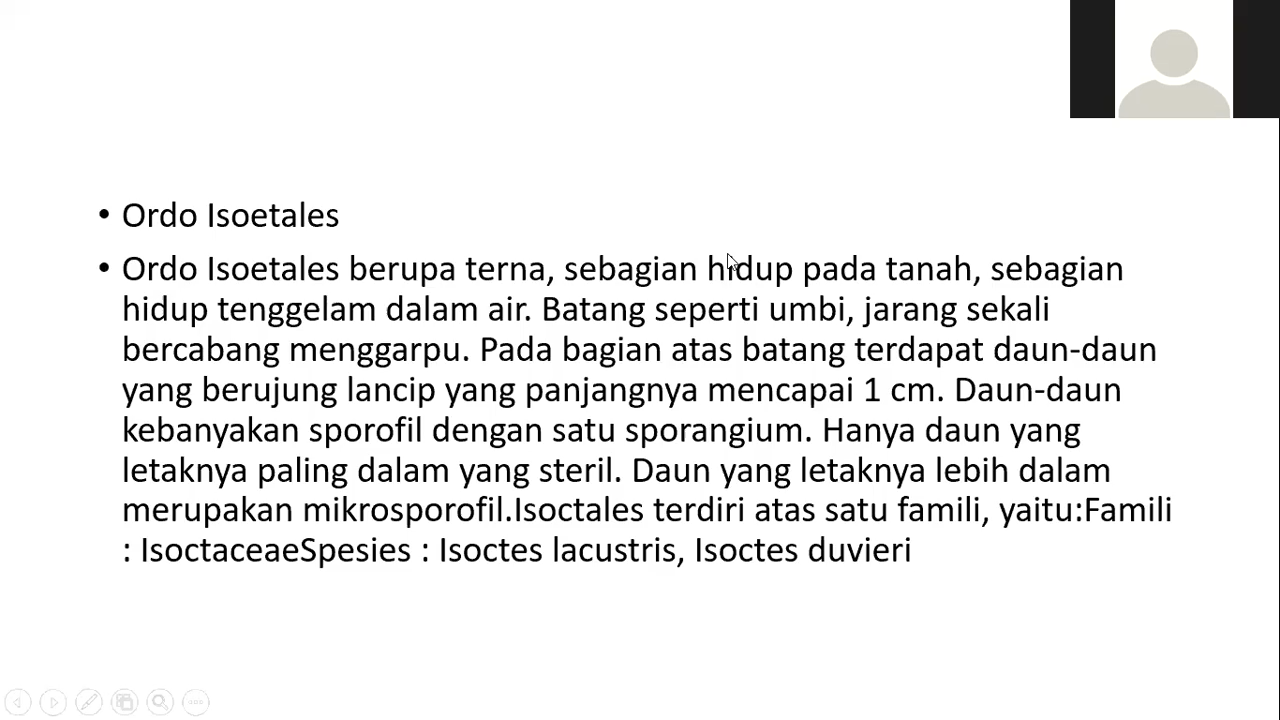 • Ordo Isoetales
• Ordo Isoetales berupa terna, sebagian hidup pada tanah, sebagian
hidup tenggelam dalam air. Batang seperti umbi, jarang sekali
bercabang menggarpu. Pada bagian atas batang terdapat daun-daun
yang berujung lancip yang panjangnya mencapai 1 cm. Daun-daun
kebanyakan sporofil dengan satu sporangium. Hanya daun yang
letaknya paling dalam yang steril. Daun yang letaknya lebih dalam
merupakan mikrosporofil.Isoctales terdiri atas satu famili, yaitu:Famili
: IsoctaceaeSpesies : Isoctes lacustris, Isoctes duvieri